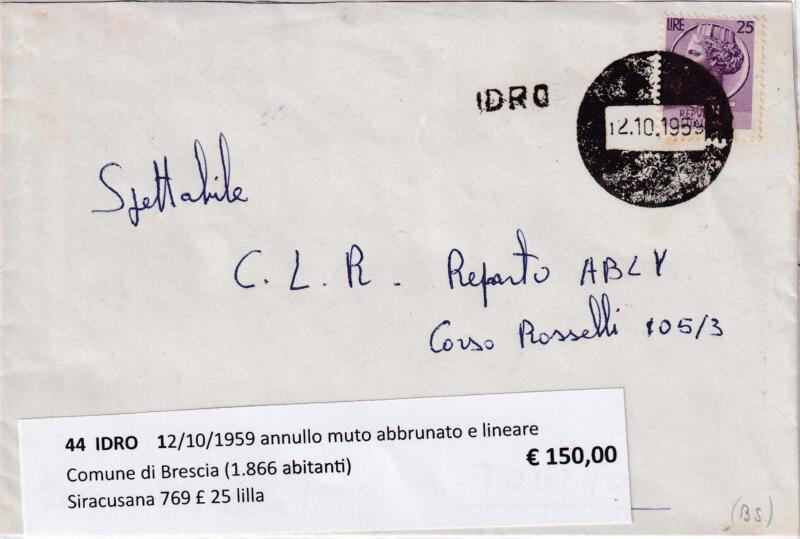 LIRE 25
IDRO
REPV
12.10.1959
Spettabile
C. L. R. Reparto ABLY
Corso Rosselli 105/3
44 IDRO 12/10/1959 annullo muto abbrunato e lineare
Comune di Brescia (1.866 abitanti)
€ 150,00
Siracusana 769 £ 25 lilla
(BS)